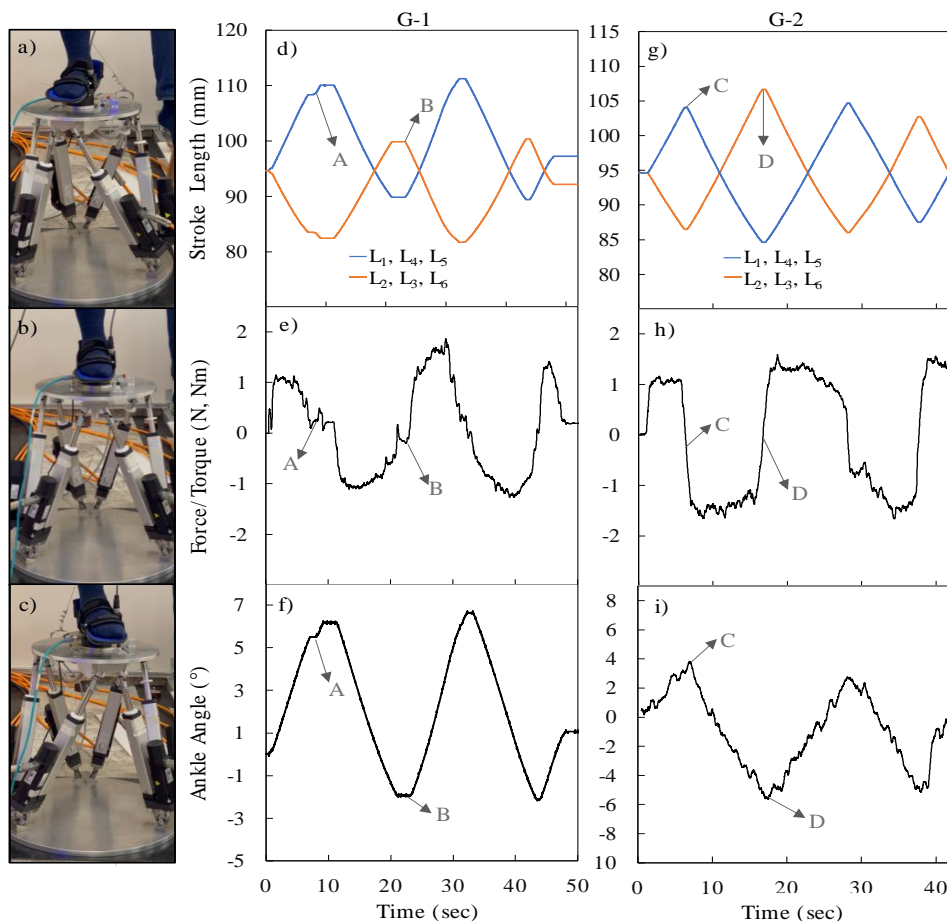 G-1
G-2
a)
b)
c)
d)
120
110
100
90
80
Stroke Length (mm)
A
B
L1, L4, L5
L2, L3, L6
g)
105
100
95
90
85
80
C
D
L1, L4, L5
L2, L3, L6
e)
2
1
0
-1
-2
Force/Torque (N, Nm)
A
B
h)
2
1
0
-1
-2
C
D
f)
7
5
3
1
-1
-3
-5
Ankle Angle (°)
A
B
0 10 20 30 40 50
Time (sec)
i)
8
6
4
2
0
-2
-4
-6
-8
10
C
D
0 10 20 30 40
Time (sec)